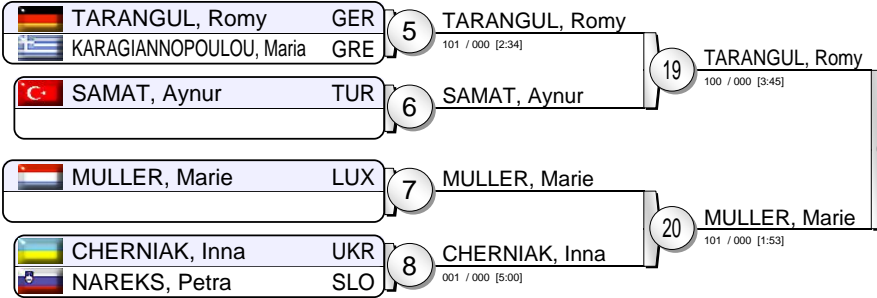 TARANGUL, Romy GER
KARAGIANNOPOULOU, Maria GRE
5
TARANGUL, Romy
101 / 000 [2:34]
SAMAT, Aynur TUR
6
SAMAT, Aynur
19
TARANGUL, Romy
100 / 000 [3:45]
MULLER, Marie LUX
7
MULLER, Marie
CHERNIAK, Inna UKR
NAREKS, Petra SLO
8
CHERNIAK, Inna
001 / 000 [5:00]
20
MULLER, Marie
101 / 000 [1:53]